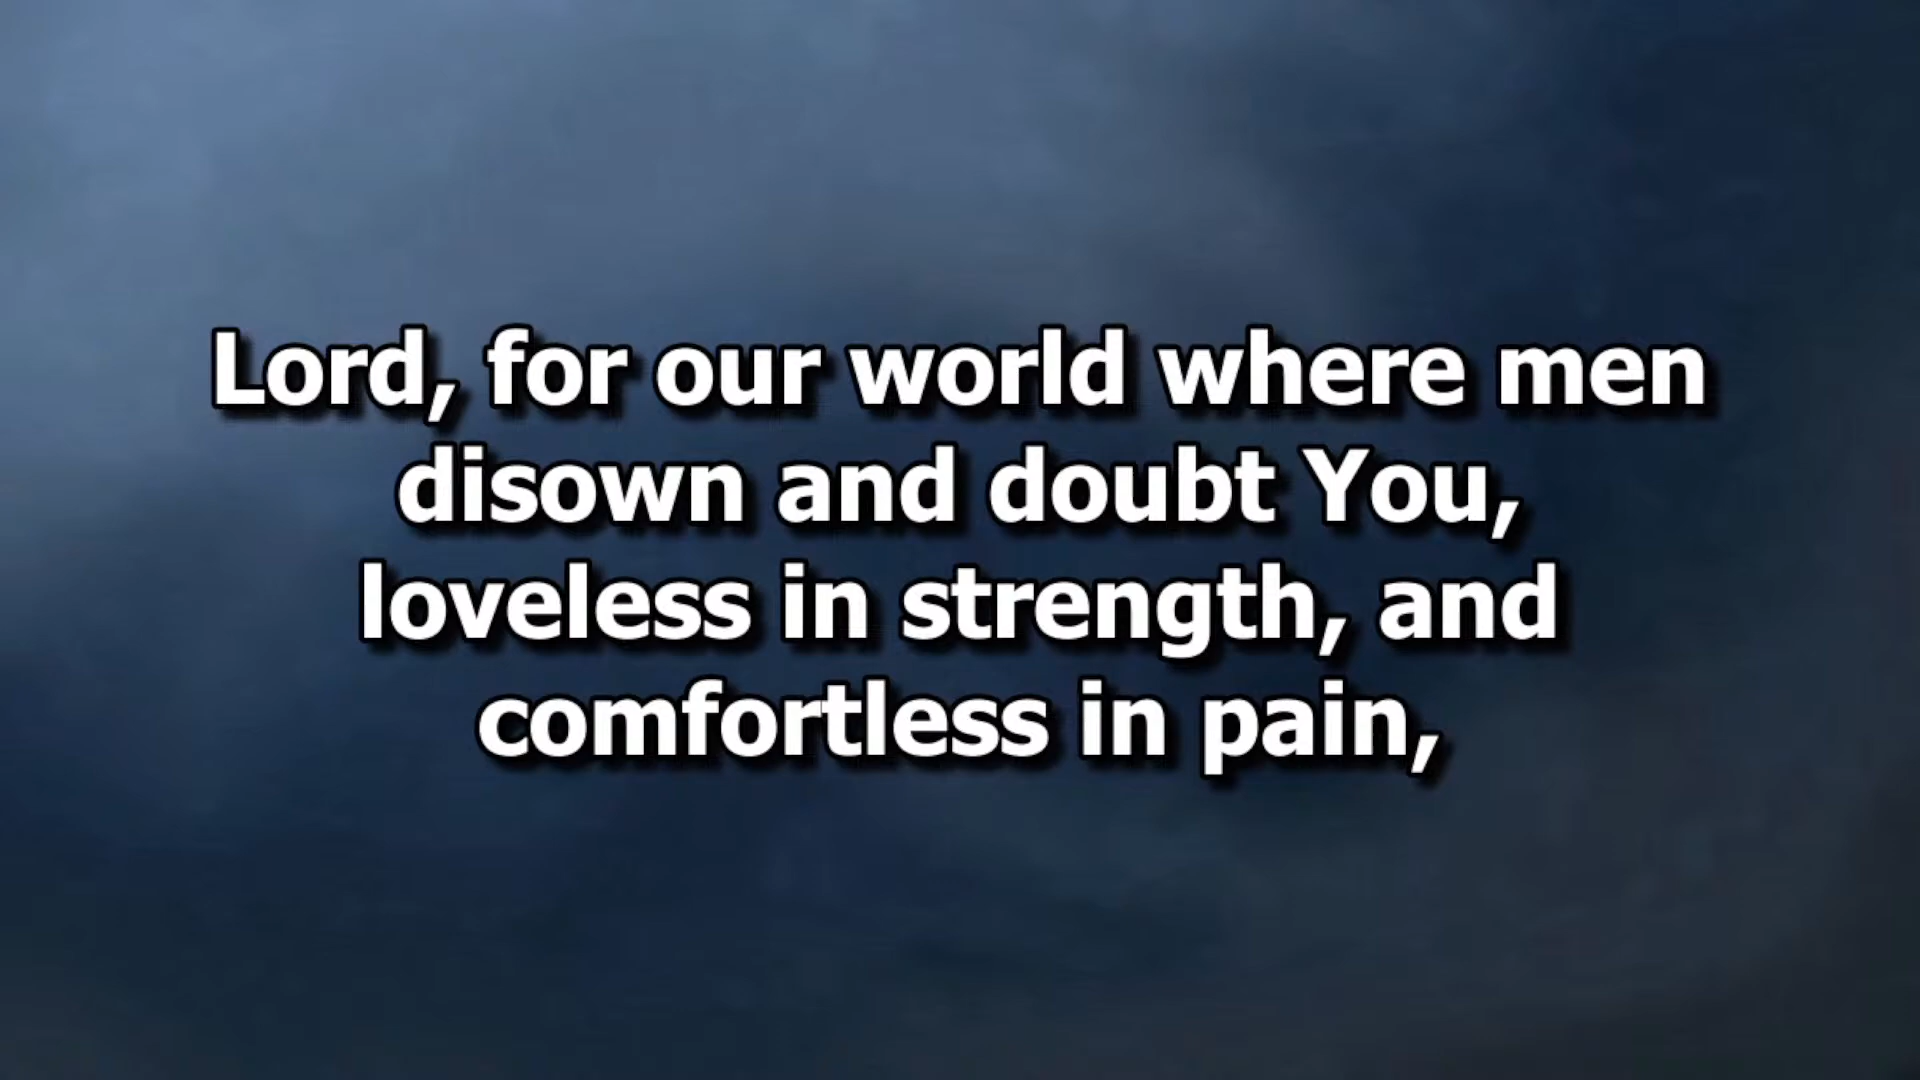 Lord, for our world where men
disown and doubt You,
loveless in strength, and
comfortless in pain,